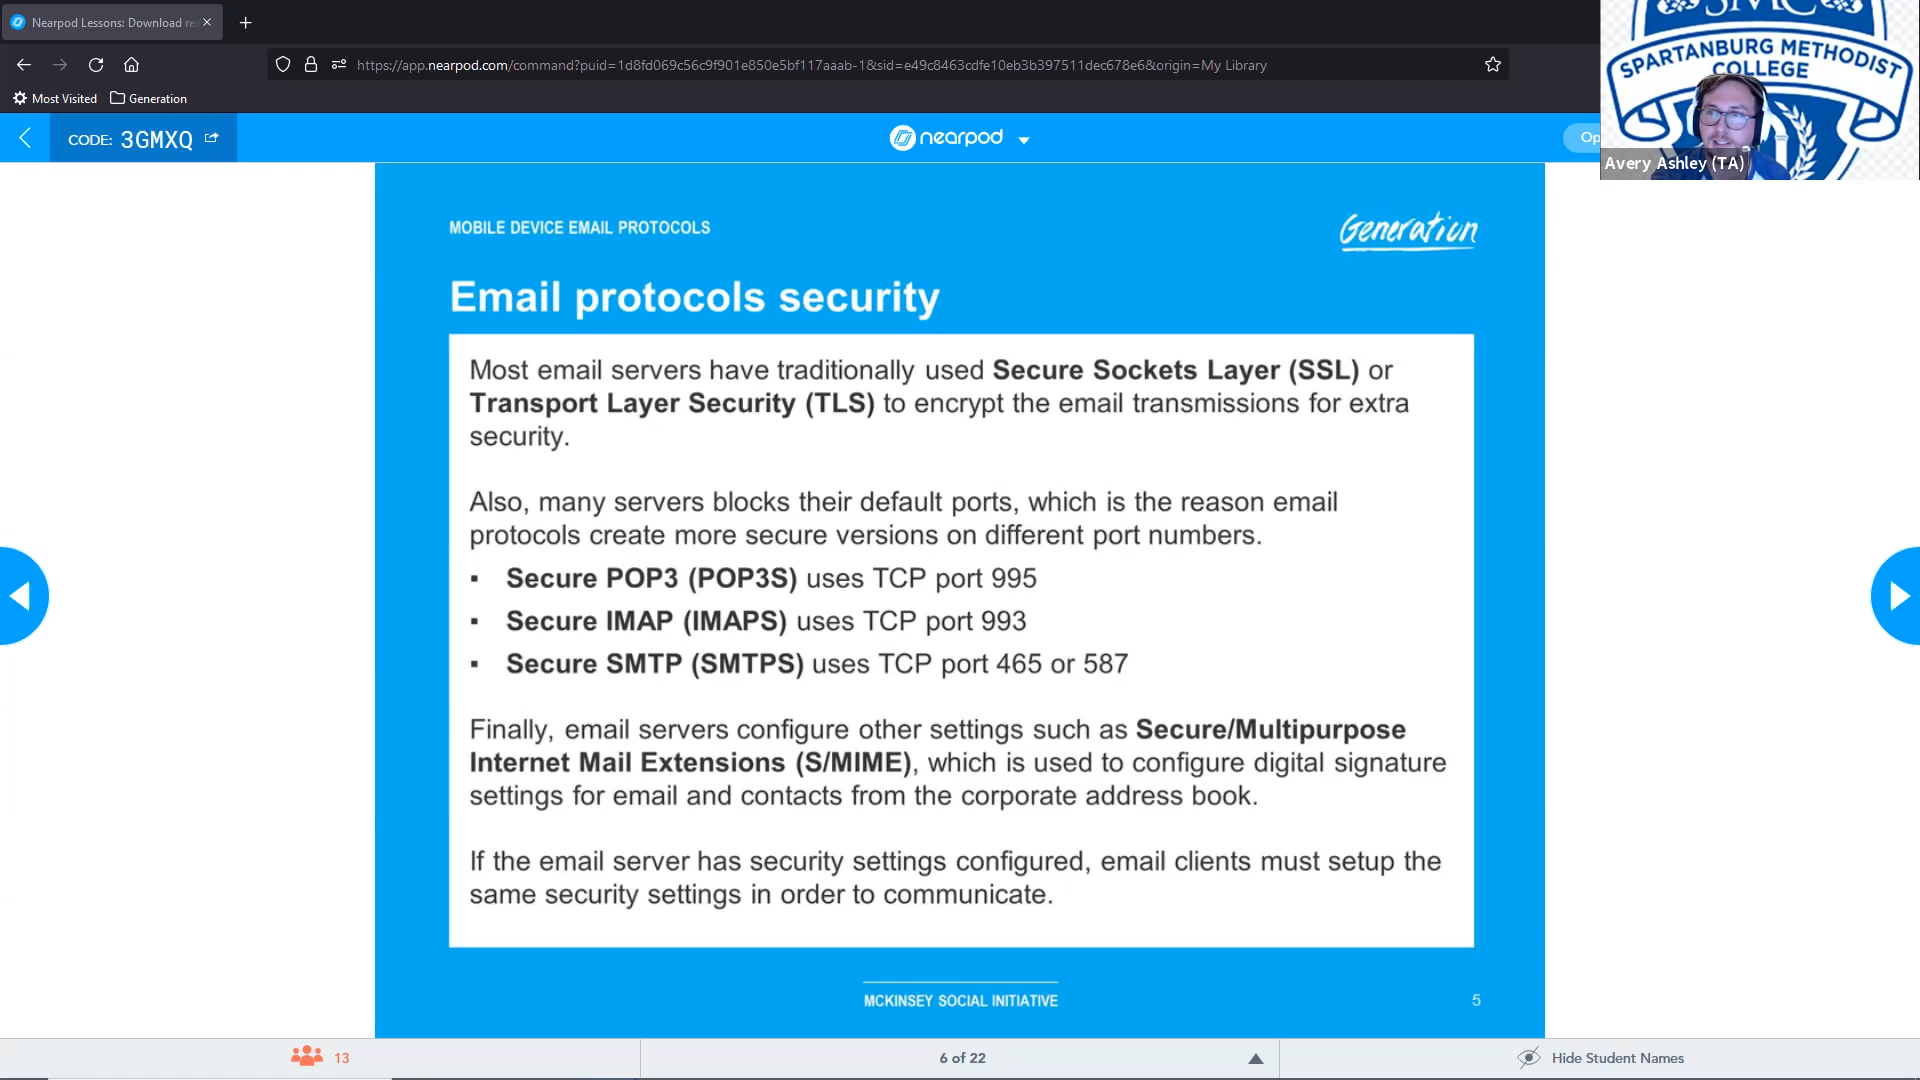 Nearpod Lessons: Download re
https://app.nearpod.com/command?puid=1d8fd069c56c9f901e850e5bf117aaab-1&sid=e49c8463cdfe10eb3b397511dec678e6&origin=My Library
Most Visited
Generation
CODE: 3GMXQ
nearpod
Op
SMC
SPARTANBURG METHODIST
COLLEGE
Avery Ashley (TA)
MOBILE DEVICE EMAIL PROTOCOLS
Generation
Email protocols security
Most email servers have traditionally used Secure Sockets Layer (SSL) or
Transport Layer Security (TLS) to encrypt the email transmissions for extra
security.
Also, many servers blocks their default ports, which is the reason email
protocols create more secure versions on different port numbers.
▪ Secure POP3 (POP3S) uses TCP port 995
▪ Secure IMAP (IMAPS) uses TCP port 993
▪ Secure SMTP (SMTPS) uses TCP port 465 or 587
Finally, email servers configure other settings such as Secure/Multipurpose
Internet Mail Extensions (S/MIME), which is used to configure digital signature
settings for email and contacts from the corporate address book.
If the email server has security settings configured, email clients must setup the
same security settings in order to communicate.
MCKINSEY SOCIAL INITIATIVE
5
13
6 of 22
Hide Student Names